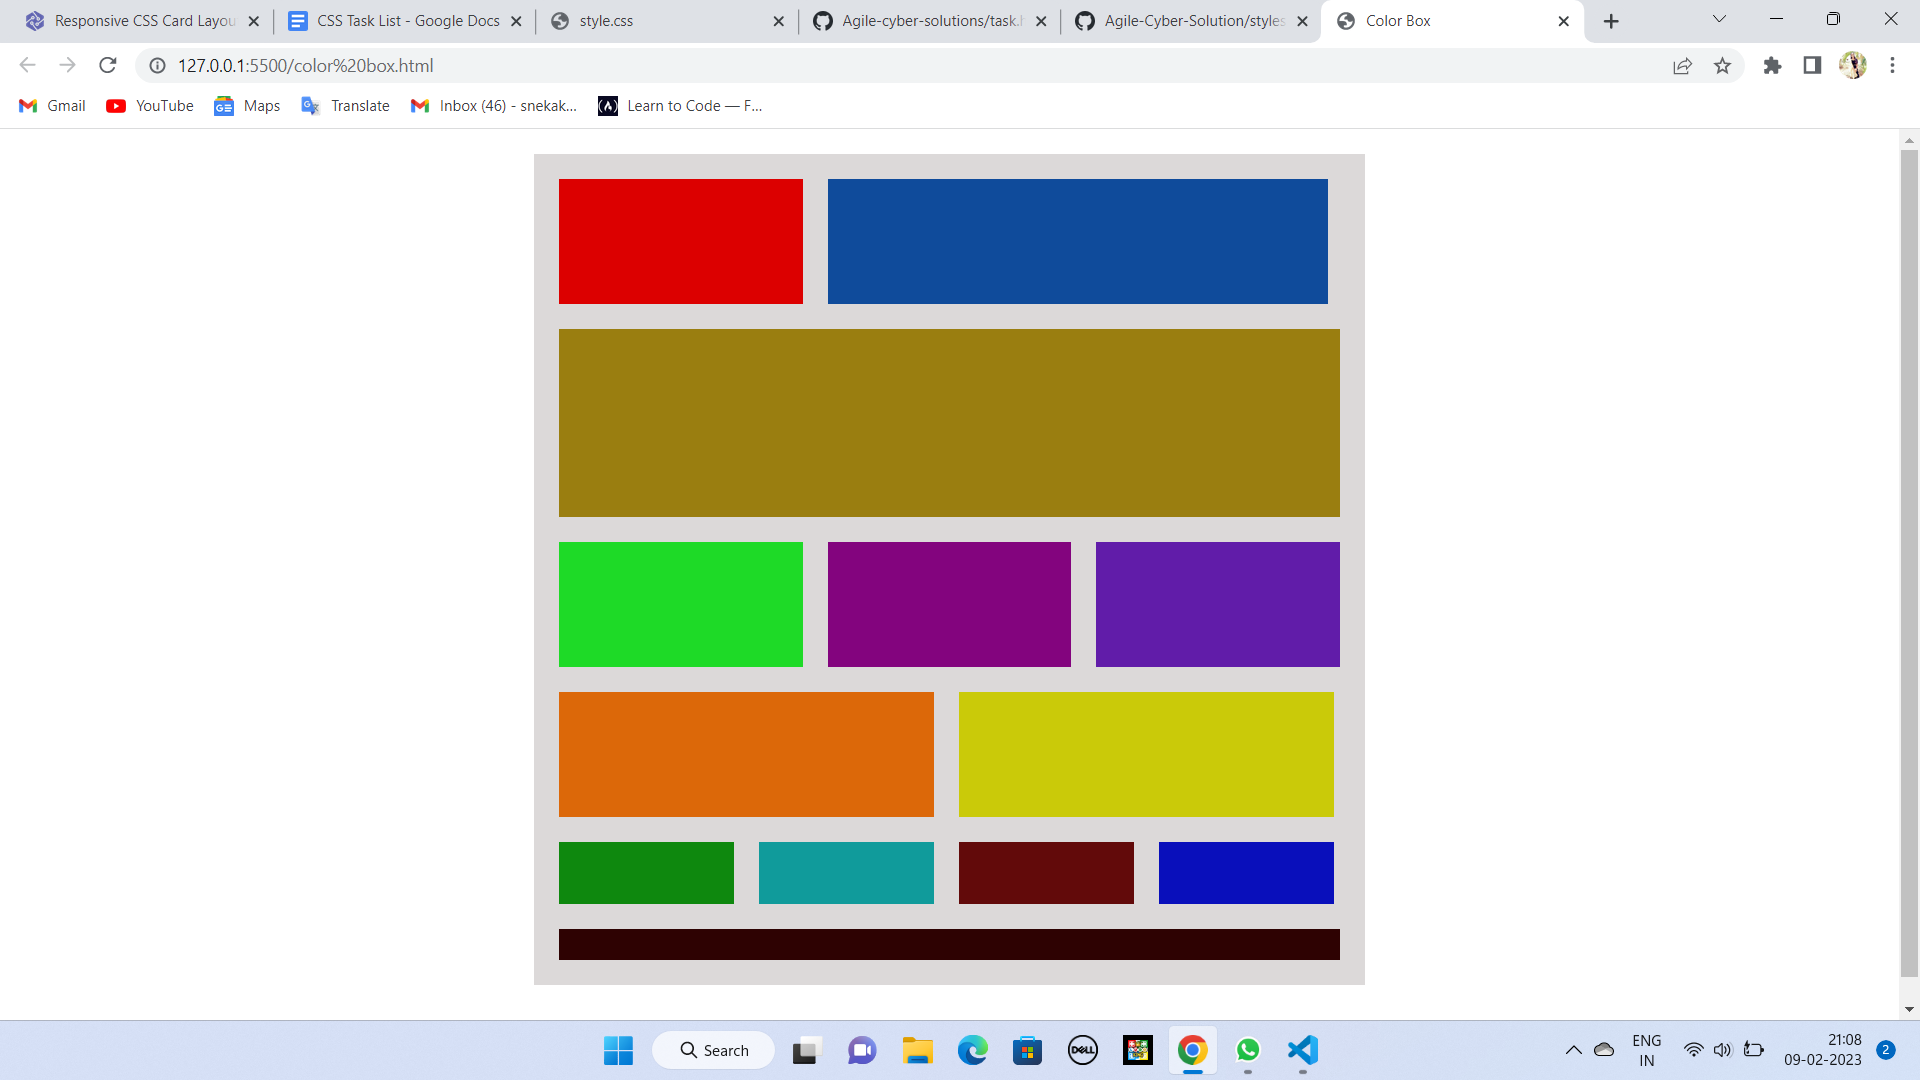 Responsive CSS Card Layou
CSS Task List - Google Docs
style.css
Agile-cyber-solutions/task.h
Agile-Cyber-Solution/styles
Color Box
127.0.0.1:5500/color%20box.html
Gmail
YouTube
Maps
Translate
Inbox (46) - snekak...
Learn to Code — F...
Search
DELL
ENG
IN
21:08
09-02-2023
2